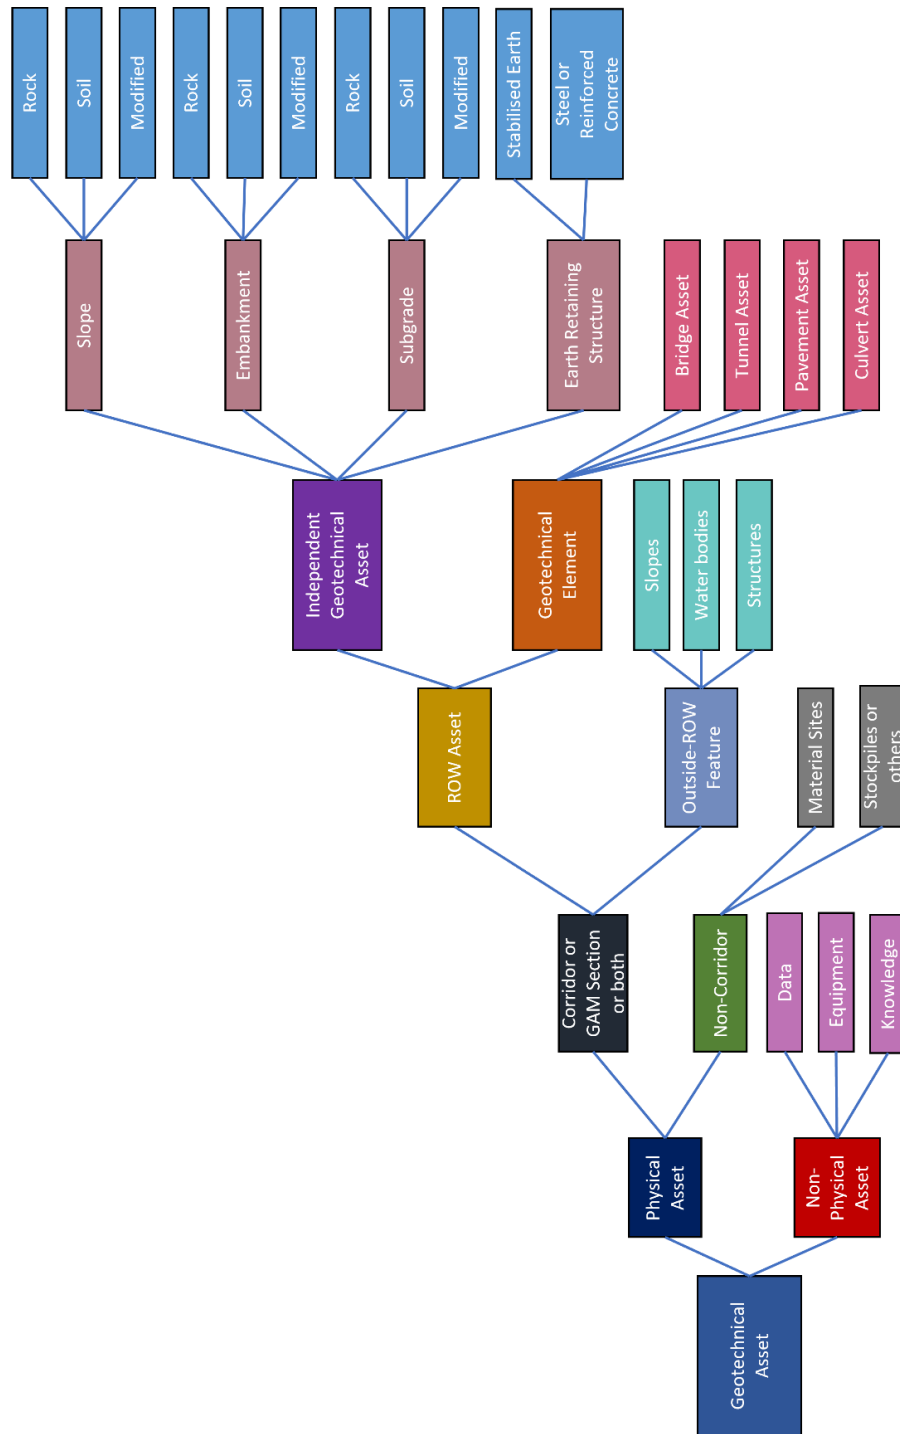 Geotechnical
Asset
Physical
Asset
Non-
Physical
Asset
Corridor or
GAM Section
or both
Non-Corridor
Data
Equipment
Knowledge
ROW Asset
Outside-ROW
Feature
Material Sites
Stockpiles or
others
Independent
Geotechnical
Asset
Geotechnical
Element
Slopes
Water bodies
Structures
Slope
Embankment
Subgrade
Earth Retaining
Structure
Bridge Asset
Tunnel Asset
Pavement Asset
Culvert Asset
Rock
Soil
Modified
Rock
Soil
Modified
Rock
Soil
Modified
Stabilised Earth
Steel or
Reinforced
Concrete